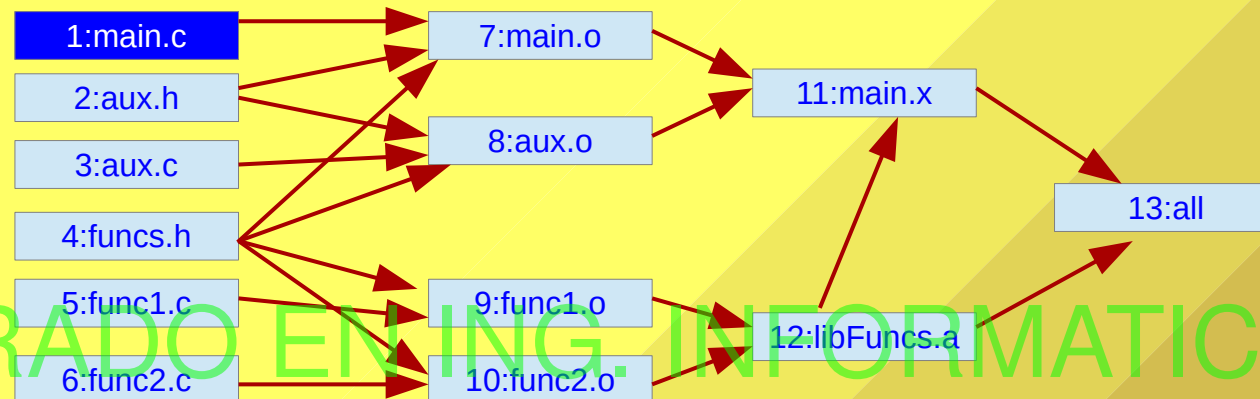 1:main.c
7:main.o
2:aux.h
11:main.x
8:aux.o
3:aux.c
13:all
4:funcs.h
5:func1.c
9:func1.o
12:libFuncs.a
RADO EN ING. INFORMATIC
6:func2.c
10:func2.o